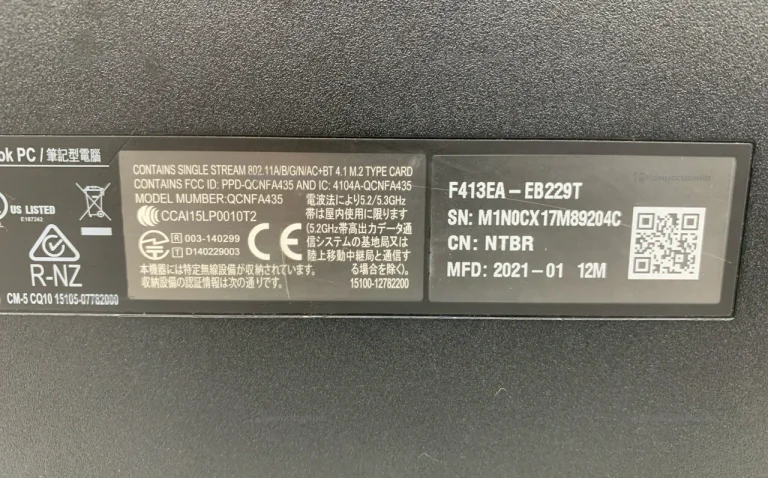 ok PC / 筆記型電腦
US LISTED
E187242
R-NZ
CM-5 CQ10 15105-07782000
CONTAINS SINGLE STREAM 802.11A/B/G/N/AC+BT 4.1 M.2 TYPE CARD
CONTAINS FCC ID: PPD-QCNFA435 AND IC: 4104A-QCNFA435
MODEL MUMBER:QCNFA435
CCAI15LP0010T2
R 003-140299
T D140229003
CE
電波法により5.2/5.3GHz
帯は屋内使用に限ります
(5.2GHz帯高出力データ通
信システムの基地局又は
陸上移動中継局と通信す
る場合を除く)。
本機器には特定無線設備が収納されています。
収納設備の認証情報は次の通りです。
15100-12782200
F413EA-EB229T
SN: M1N0CX17M89204C
CN: NTBR
MFD: 2021-01 12M